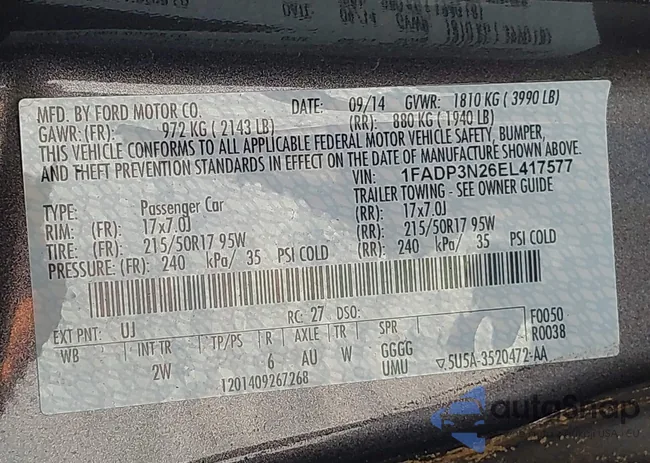 MFD. BY FORD MOTOR CO. DATE: 09/14 GVWR: 1810 KG ( 3990 LB)
GAWR:(FR): 972 KG ( 2143 LB) (RR): 880 KG ( 1940 LB)
THIS VEHICLE CONFORMS TO ALL APPLICABLE FEDERAL MOTOR VEHICLE SAFETY, BUMPER,
AND THEFT PREVENTION STANDARDS IN EFFECT ON THE DATE OF MANUFACTURE SHOWN ABOVE.
VIN: 1FADP3N26EL417577
TRAILER TOWING - SEE OWNER GUIDE
TYPE: Passenger Car
RIM: (FR): 17x7.0J (RR): 17x7.0J
TIRE: (FR): 215/50R17 95W (RR): 215/50R17 95W
PRESSURE: (FR): 240 kPa/ 35 PSI COLD (RR): 240 kPa/ 35 PSI COLD
RC: 27 DSO: F0050
EXT PNT: UJ R0038
WB INT TR TP/PS R AXLE TR SPR
2W 6 AU W GGGG
UMU
▽5U5A-3520472-AA
1201409267268
autoSnap